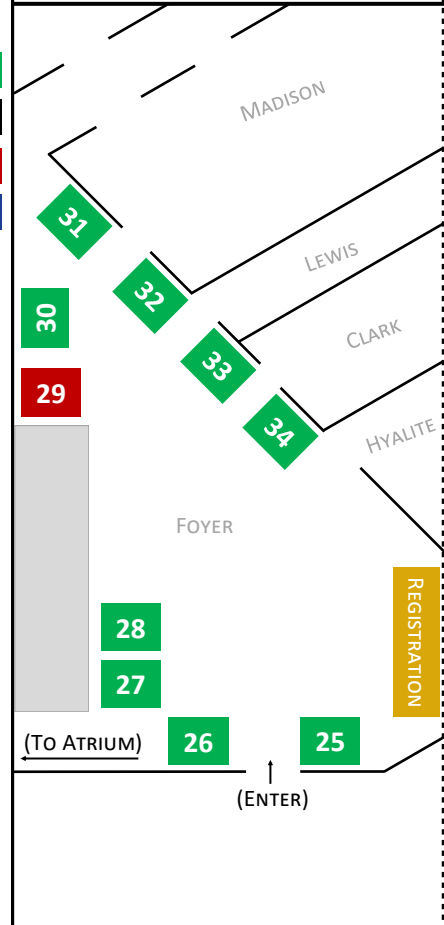 MADISON
31
LEWIS
32
30
CLARK
33
29
34
HYALITE
FOYER
REGISTRATION
28
27
(TO ATRIUM)
26
25
(ENTER)